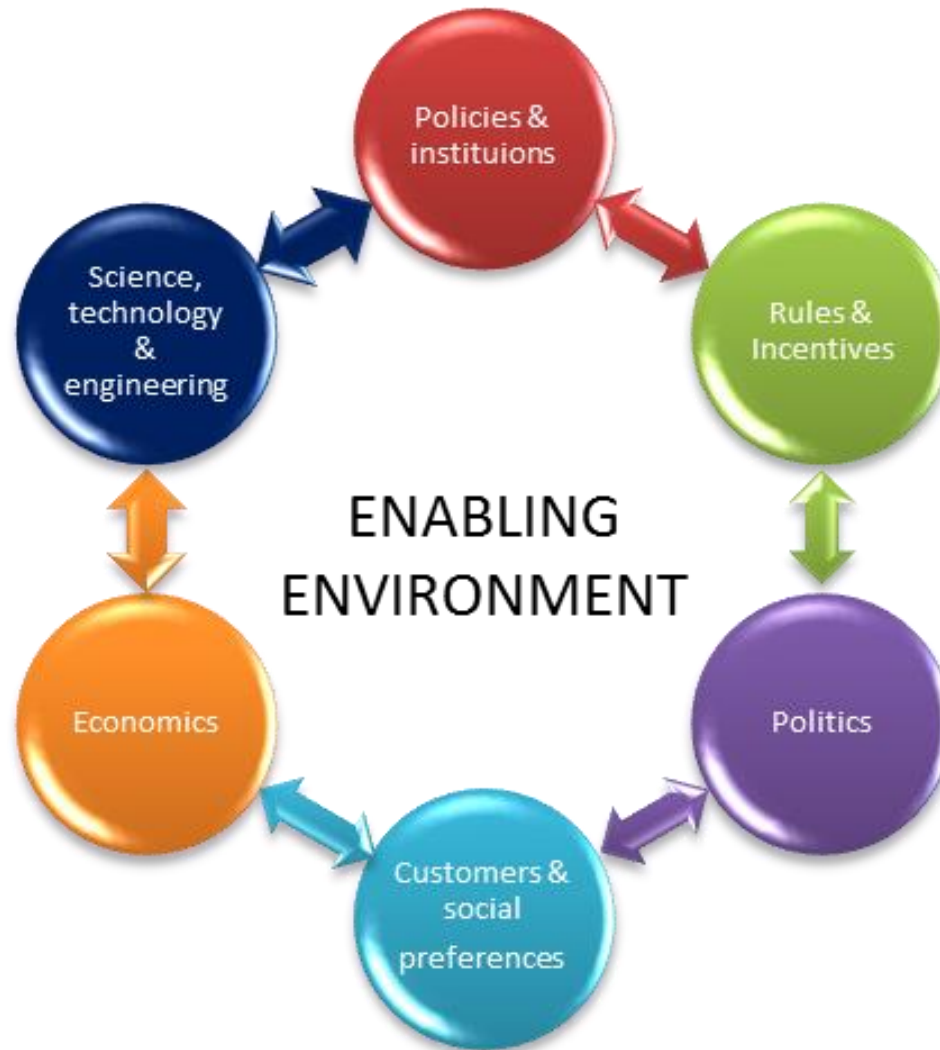 Policies &
instituions
Science,
technology
&
engineering
Rules &
Incentives
ENABLING
ENVIRONMENT
Economics
Politics
Customers &
social
preferences